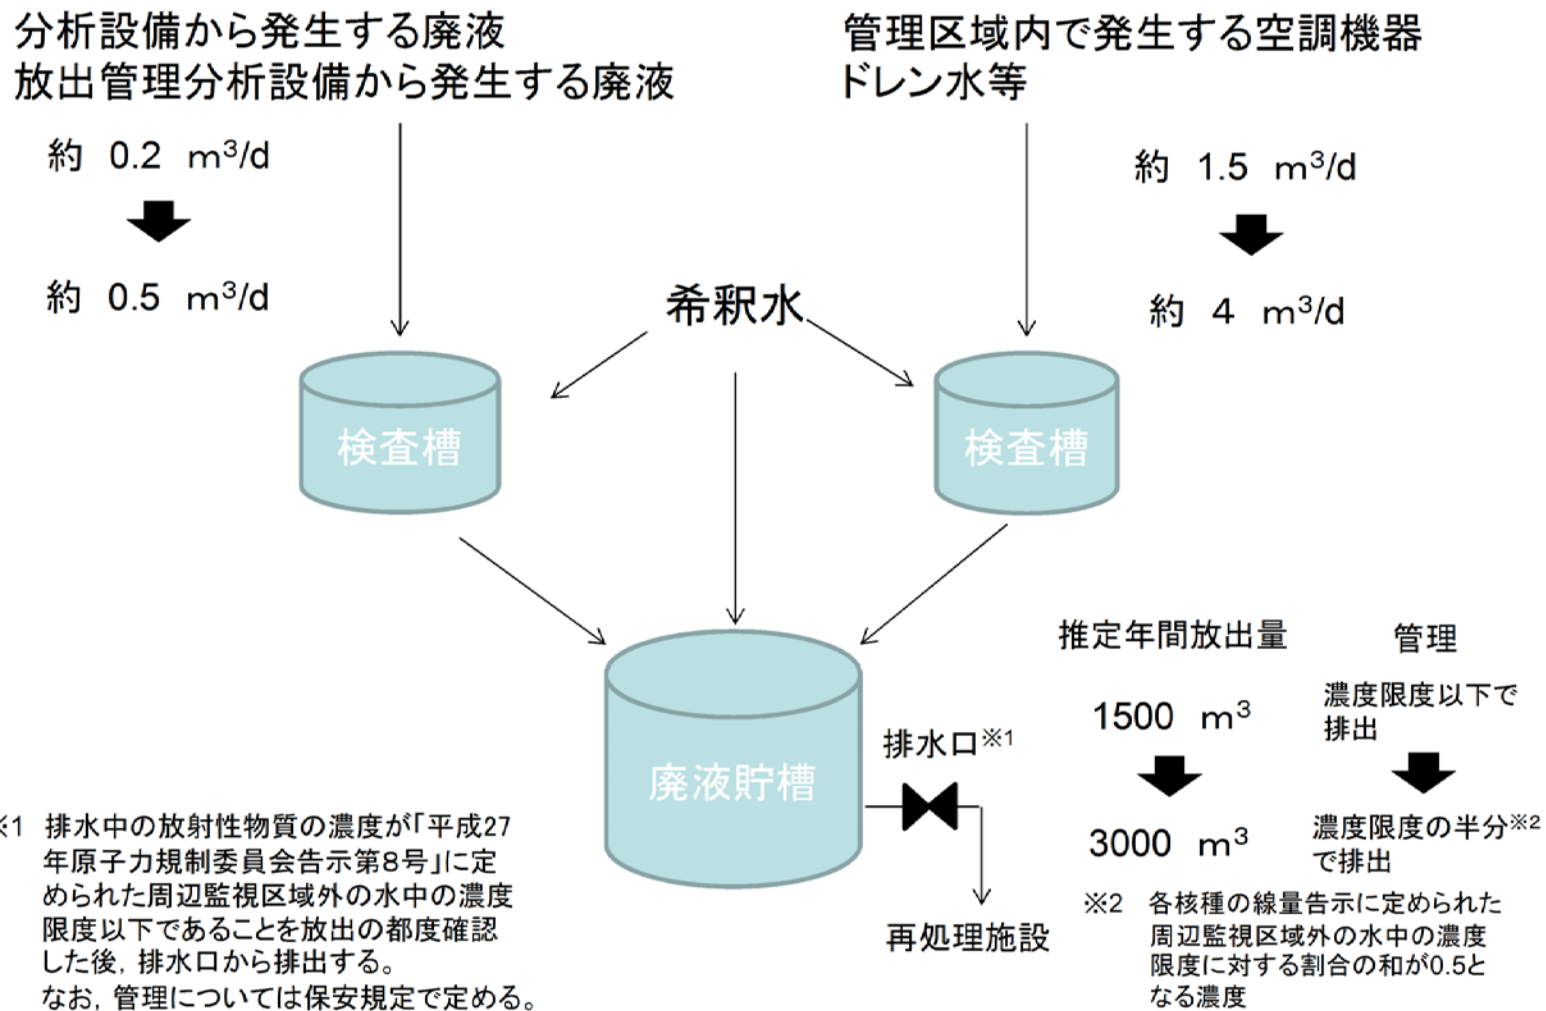 分析設備から発生する廃液
放出管理分析設備から発生する廃液
約 0.2 m³/d
約 0.5 m³/d
管理区域内で発生する空調機器
ドレン水等
約 1.5 m³/d
約 4 m³/d
希釈水
検査槽
検査槽
廃液貯槽
排水口※1
再処理施設
推定年間放出量
1500 m³
3000 m³
管理
濃度限度以下で
排出
濃度限度の半分※2
で排出
※1 排水中の放射性物質の濃度が｢平成27
年原子力規制委員会告示第８号｣に定
められた周辺監視区域外の水中の濃度
限度以下であることを放出の都度確認
した後，排水口から排出する。
なお，管理については保安規定で定める。
※2 各核種の線量告示に定められた
周辺監視区域外の水中の濃度
限度に対する割合の和が0.5と
なる濃度